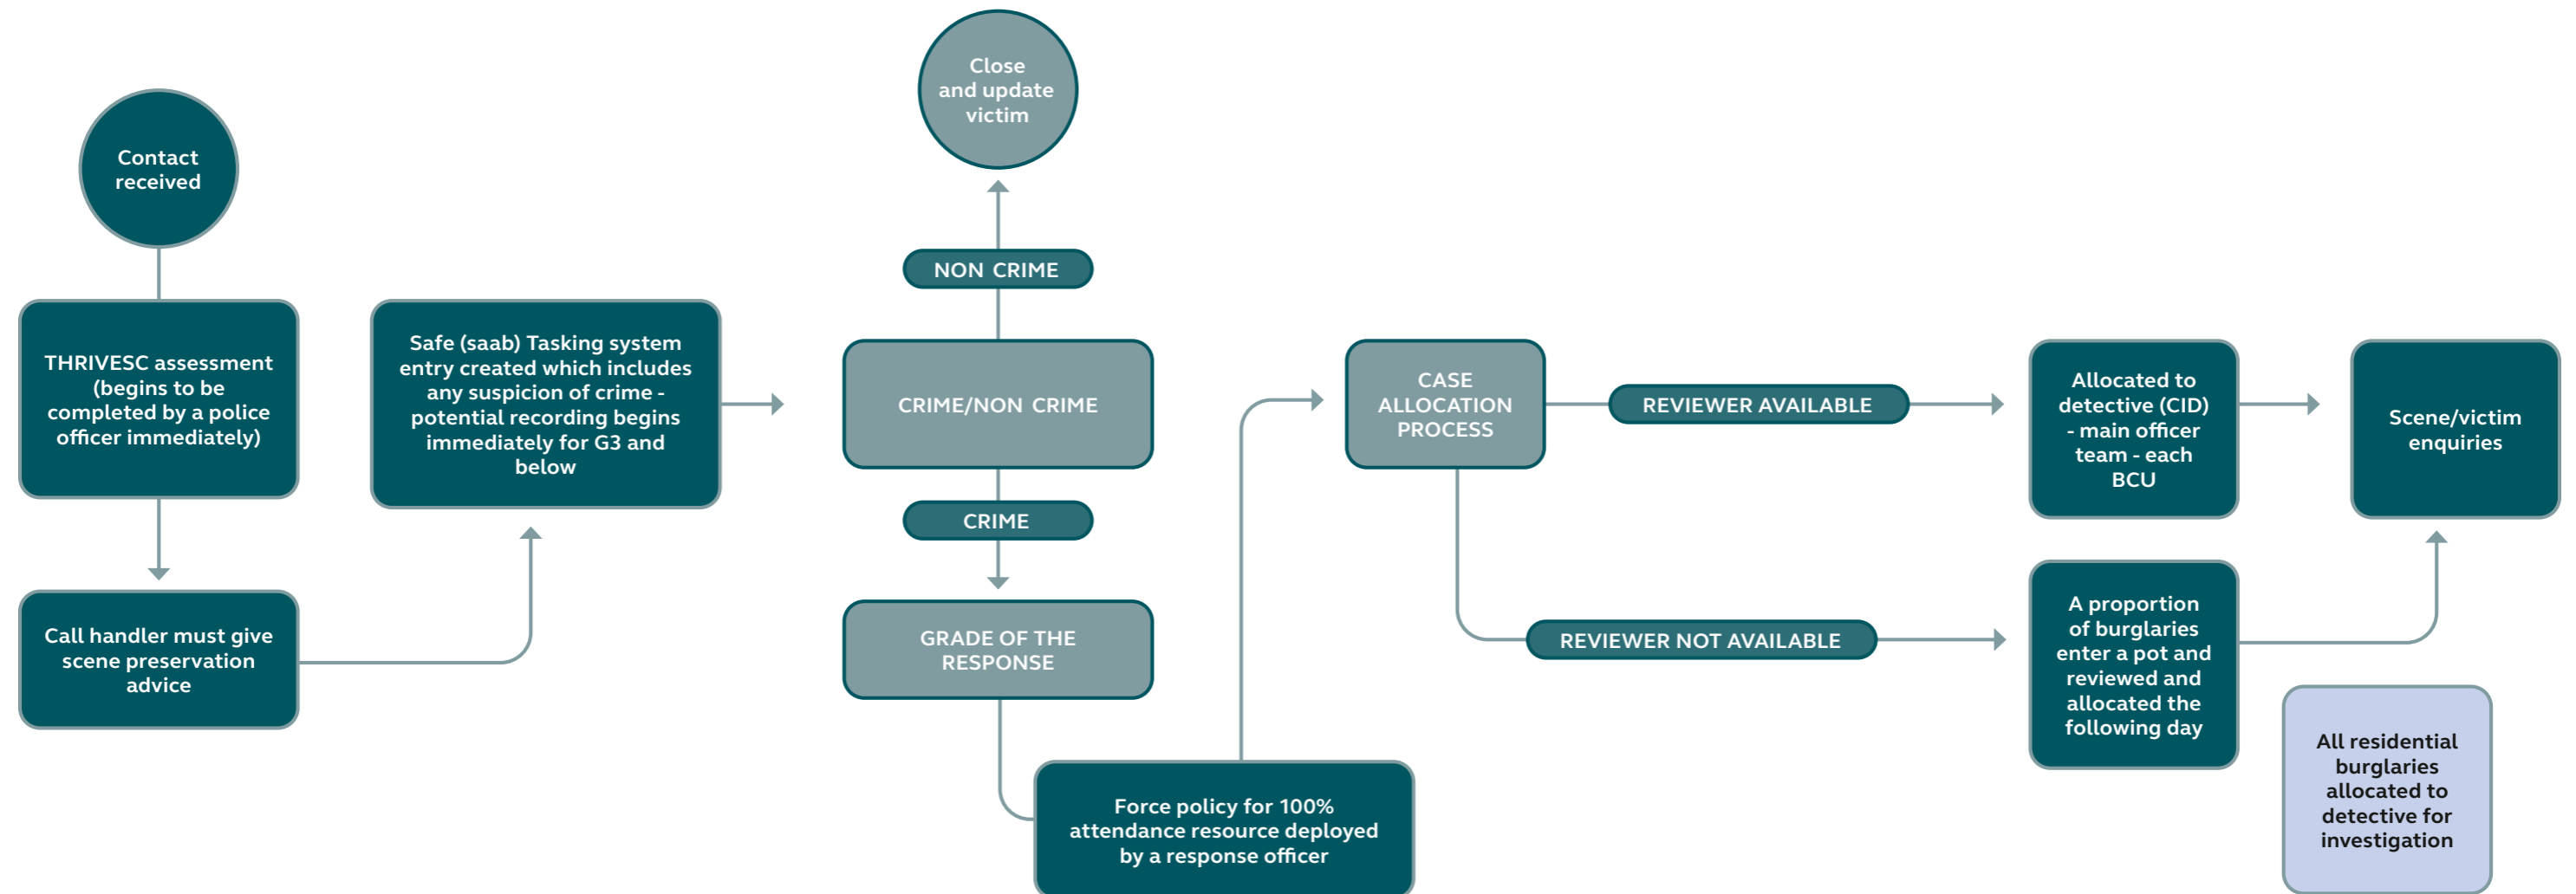 Contact
received
THRIVESC assessment
(begins to be
completed by a police
officer immediately)
Call handler must give
scene preservation
advice
Safe (saab) Tasking system
entry created which includes
any suspicion of crime -
potential recording begins
immediately for G3 and
below
Close
and update
victim
NON CRIME
CRIME/NON CRIME
CRIME
GRADE OF THE
RESPONSE
Force policy for 100%
attendance resource deployed
by a response officer
CASE
ALLOCATION
PROCESS
REVIEWER AVAILABLE
REVIEWER NOT AVAILABLE
Allocated to
detective (CID)
- main officer
team - each
BCU
A proportion
of burglaries
enter a pot and
reviewed and
allocated the
following day
Scene/victim
enquiries
All residential
burglaries
allocated to
detective for
investigation